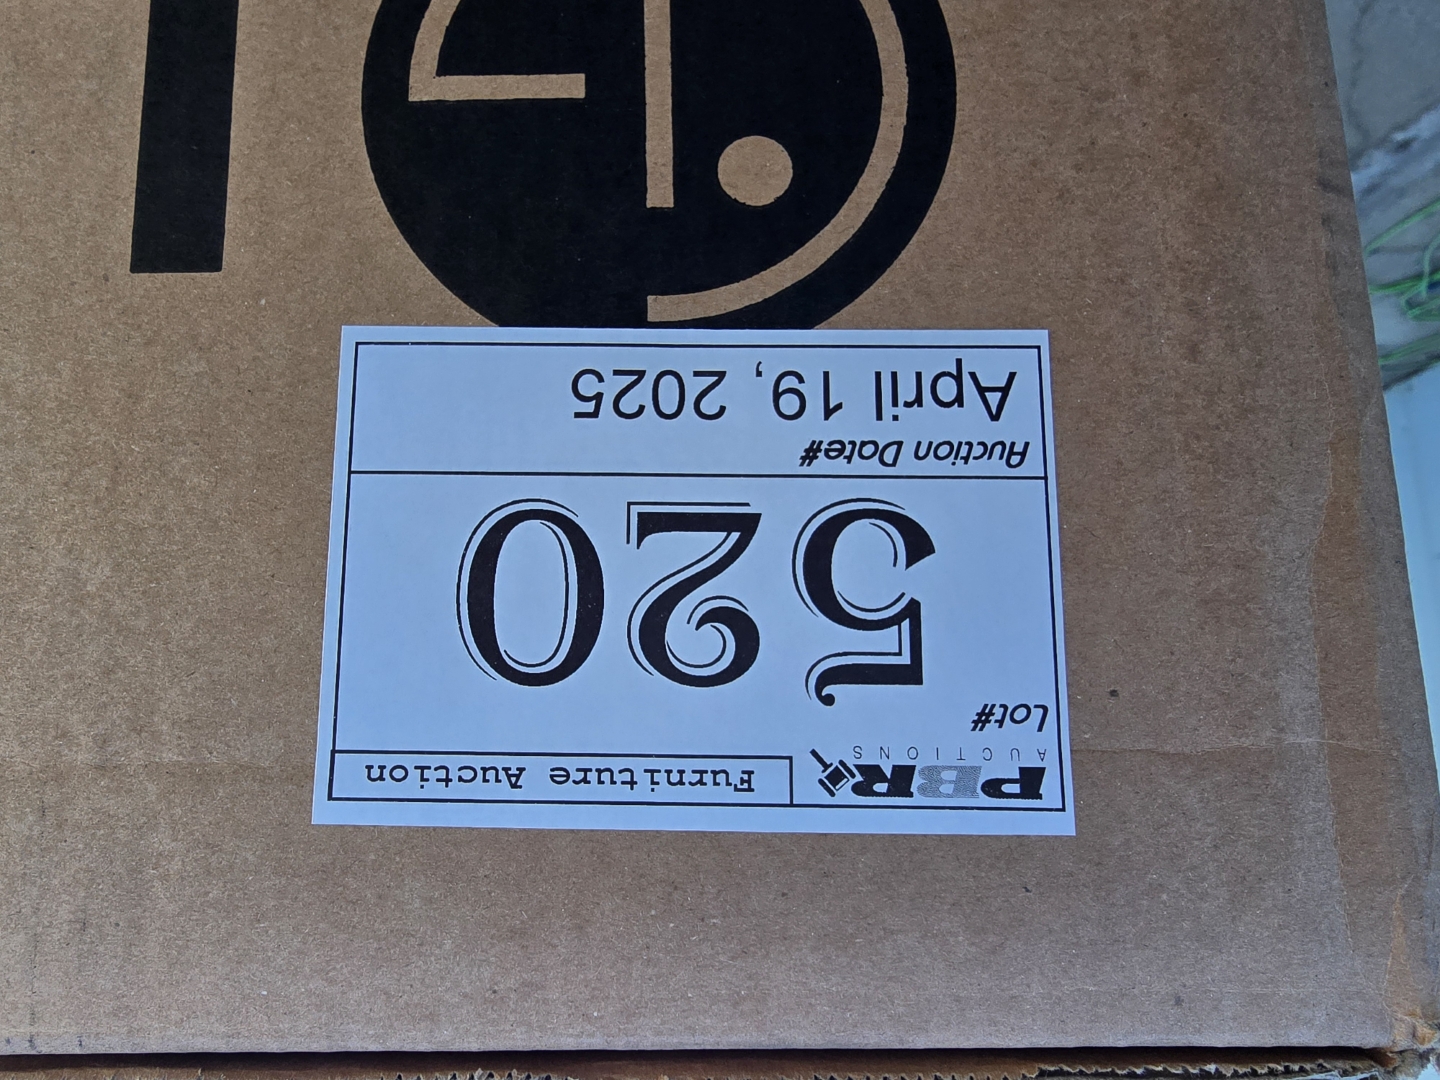 PBR
AUCTIONS
Furniture Auction
Lot#
520
Auction Date#
April 19, 2025